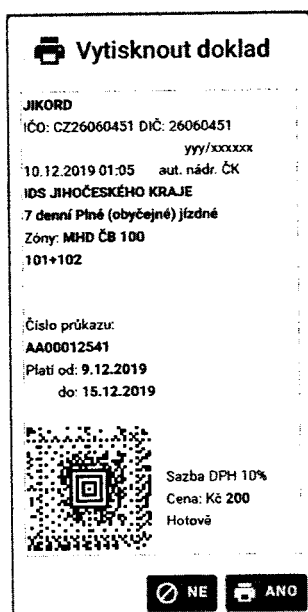 Vytisknout doklad
JIKORD
IČO: CZ26060451 DIČ: 26060451
yyy/xxxxxx
10.12.2019 01:05 aut. nádr. ČK
IDS JIHOČESKÉHO KRAJE
7 denní Plné (obyčejné) jízdné
Zóny: MHD ČB 100
101+102
Číslo průkazu:
AA00012541
Platí od: 9.12.2019
do: 15.12.2019
Sazba DPH 10%
Cena: Kč 200
Hotově
NE ANO